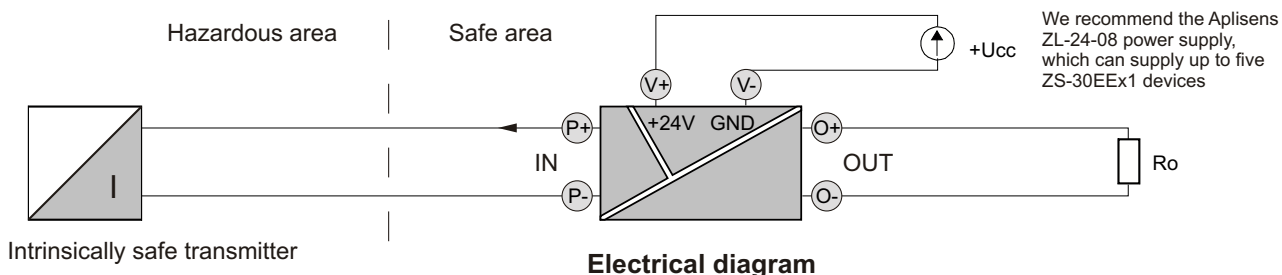 Hazardous area
Safe area
We recommend the Aplisens
ZL-24-08 power supply,
which can supply up to five
ZS-30EEx1 devices
+Ucc
V+
V-
+24V
GND
P+
O+
IN
OUT
Ro
I
P-
O-
Intrinsically safe transmitter
Electrical diagram